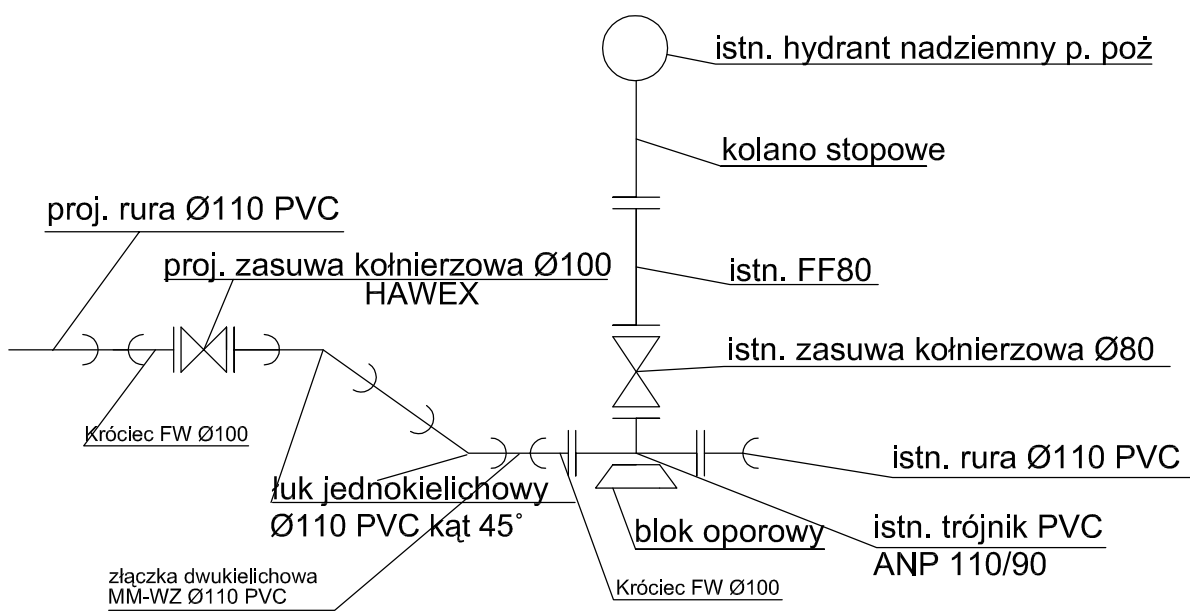 istn. hydrant nadziemny p. poż
kolano stopowe
proj. rura Ø110 PVC
proj. zasuwa kołnierzowa Ø100
HAWEX
istn. FF80
istn. zasuwa kołnierzowa Ø80
Króciec FW Ø100
istn. rura Ø110 PVC
łuk jednokielichowy
Ø110 PVC kąt 45°
blok oporowy
istn. trójnik PVC
ANP 110/90
złączka dwukielichowa
MM-WZ Ø110 PVC
Króciec FW Ø100